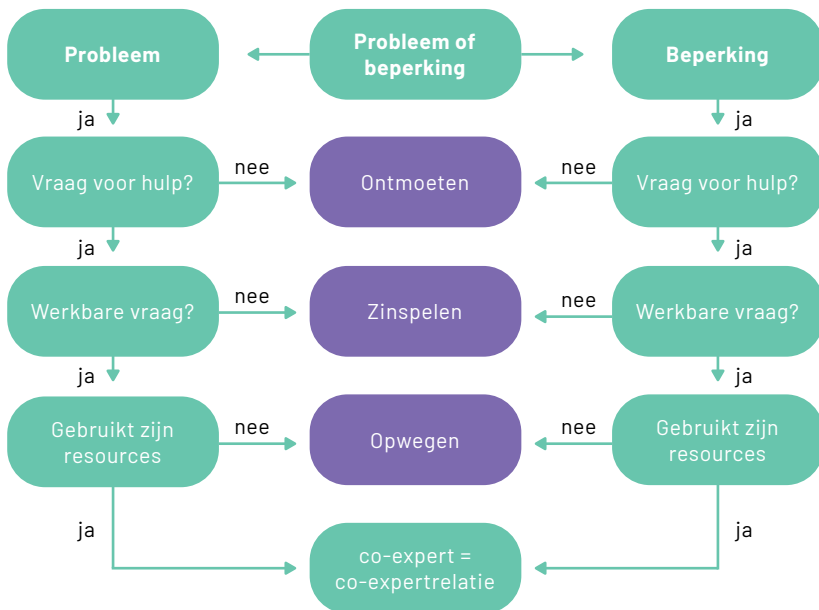 Probleem
Probleem of
beperking
Beperking
ja
ja
Vraag voor hulp?
nee
Ontmoeten
nee
Vraag voor hulp?
ja
ja
Werkbare vraag?
nee
Zinspelen
nee
Werkbare vraag?
ja
ja
Gebruikt zijn
resources
nee
Opwegen
nee
Gebruikt zijn
resources
ja
ja
co-expert =
co-expertrelatie